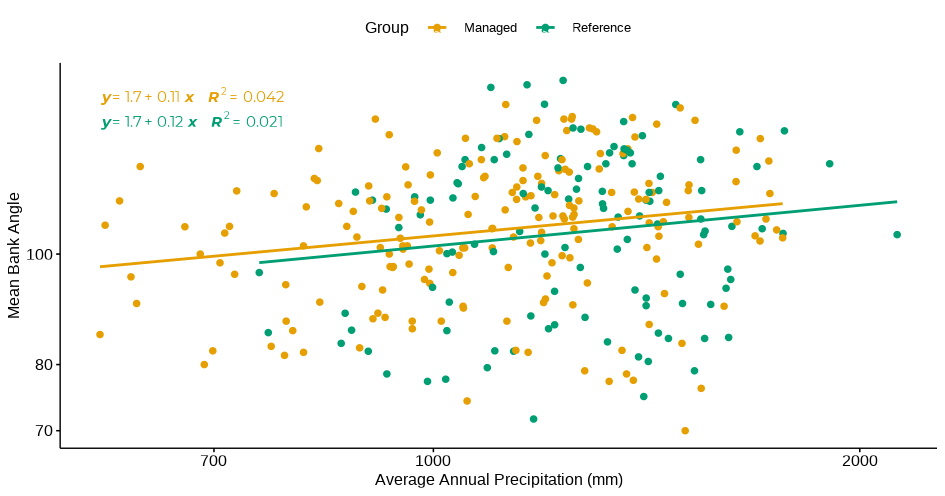 Group Managed Reference
y = 1.7 + 0.11 x R² = 0.042
y = 1.7 + 0.12 x R² = 0.021
Mean Bank Angle
100
80
70
700 1000 2000
Average Annual Precipitation (mm)